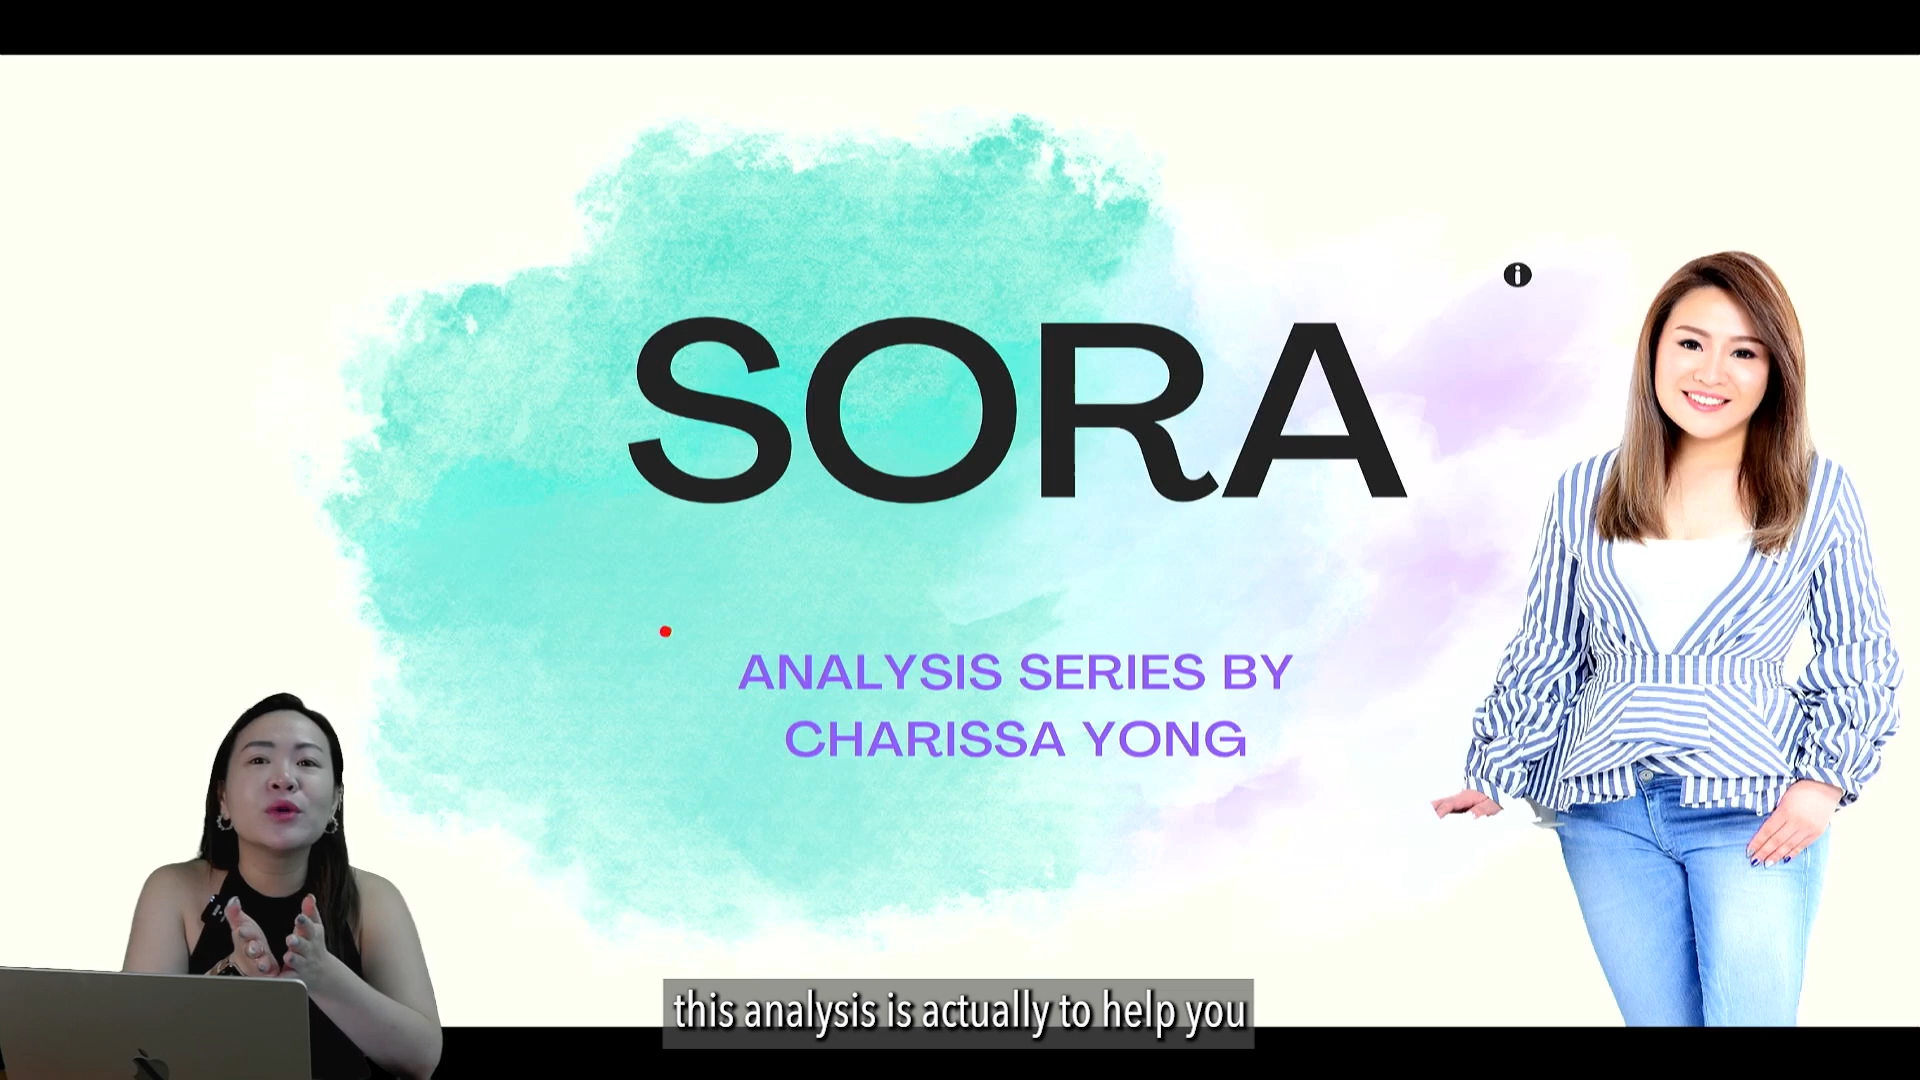 SORA
ANALYSIS SERIES BY
CHARISSA YONG
this analysis is actually to help you